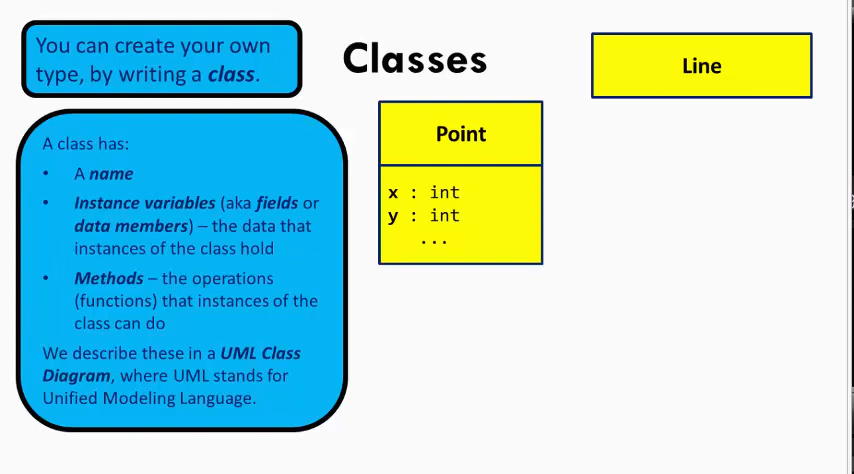 You can create your own
type, by writing a class.
Classes
Line
A class has:
• A name
• Instance variables (aka fields or
data members) – the data that
instances of the class hold
• Methods – the operations
(functions) that instances of the
class can do
We describe these in a UML Class
Diagram, where UML stands for
Unified Modeling Language.
Point
x : int
y : int
...